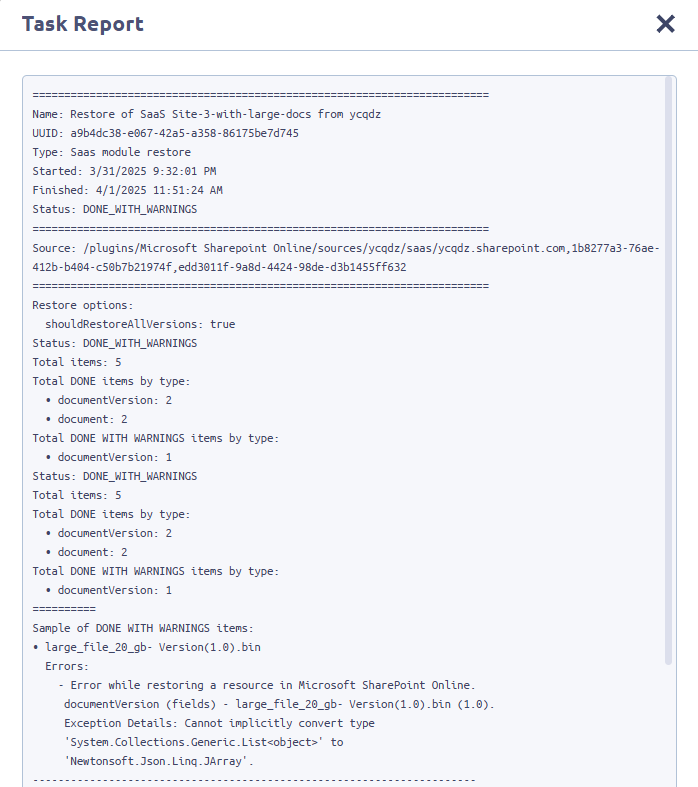 Task Report
========================================================================
Name: Restore of SaaS Site-3-with-large-docs from ycqdz
UUID: a9b4dc38-e067-42a5-a358-86175be7d745
Type: Saas module restore
Started: 3/31/2025 9:32:01 PM
Finished: 4/1/2025 11:51:24 AM
Status: DONE_WITH_WARNINGS
========================================================================
Source: /plugins/Microsoft Sharepoint Online/sources/ycqdz/saas/ycqdz.sharepoint.com,1b8277a3-76ae-
412b-b404-c50b7b21974f,edd3011f-9a8d-4424-98de-d3b1455ff632
========================================================================
Restore options:
shouldRestoreAllVersions: true
Status: DONE_WITH_WARNINGS
Total items: 5
Total DONE items by type:
• documentVersion: 2
• document: 2
Total DONE WITH WARNINGS items by type:
• documentVersion: 1
Status: DONE_WITH_WARNINGS
Total items: 5
Total DONE items by type:
• documentVersion: 2
• document: 2
Total DONE WITH WARNINGS items by type:
• documentVersion: 1
==========
Sample of DONE WITH WARNINGS items:
• large_file_20_gb- Version(1.0).bin
Errors:
- Error while restoring a resource in Microsoft SharePoint Online.
documentVersion (fields) - large_file_20_gb- Version(1.0).bin (1.0).
Exception Details: Cannot implicitly convert type
'System.Collections.Generic.List<object>' to
'Newtonsoft.Json.Linq.JArray'.
----------------------------------------------------------------------